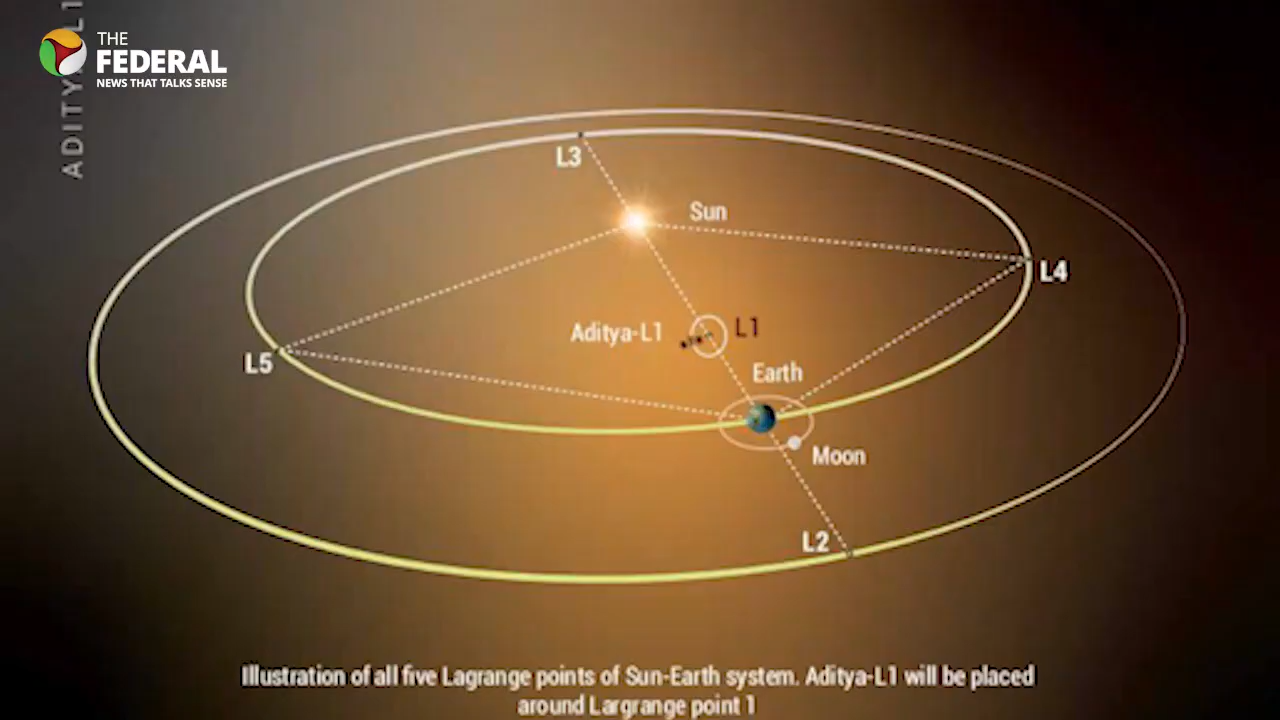 ADITYA-L1
THE
FEDERAL
NEWS THAT TALKS SENSE
L3
Sun
L4
Aditya-L1
L1
L5
Earth
Moon
L2
Illustration of all five Lagrange points of Sun-Earth system. Aditya-L1 will be placed
around Largrange point 1